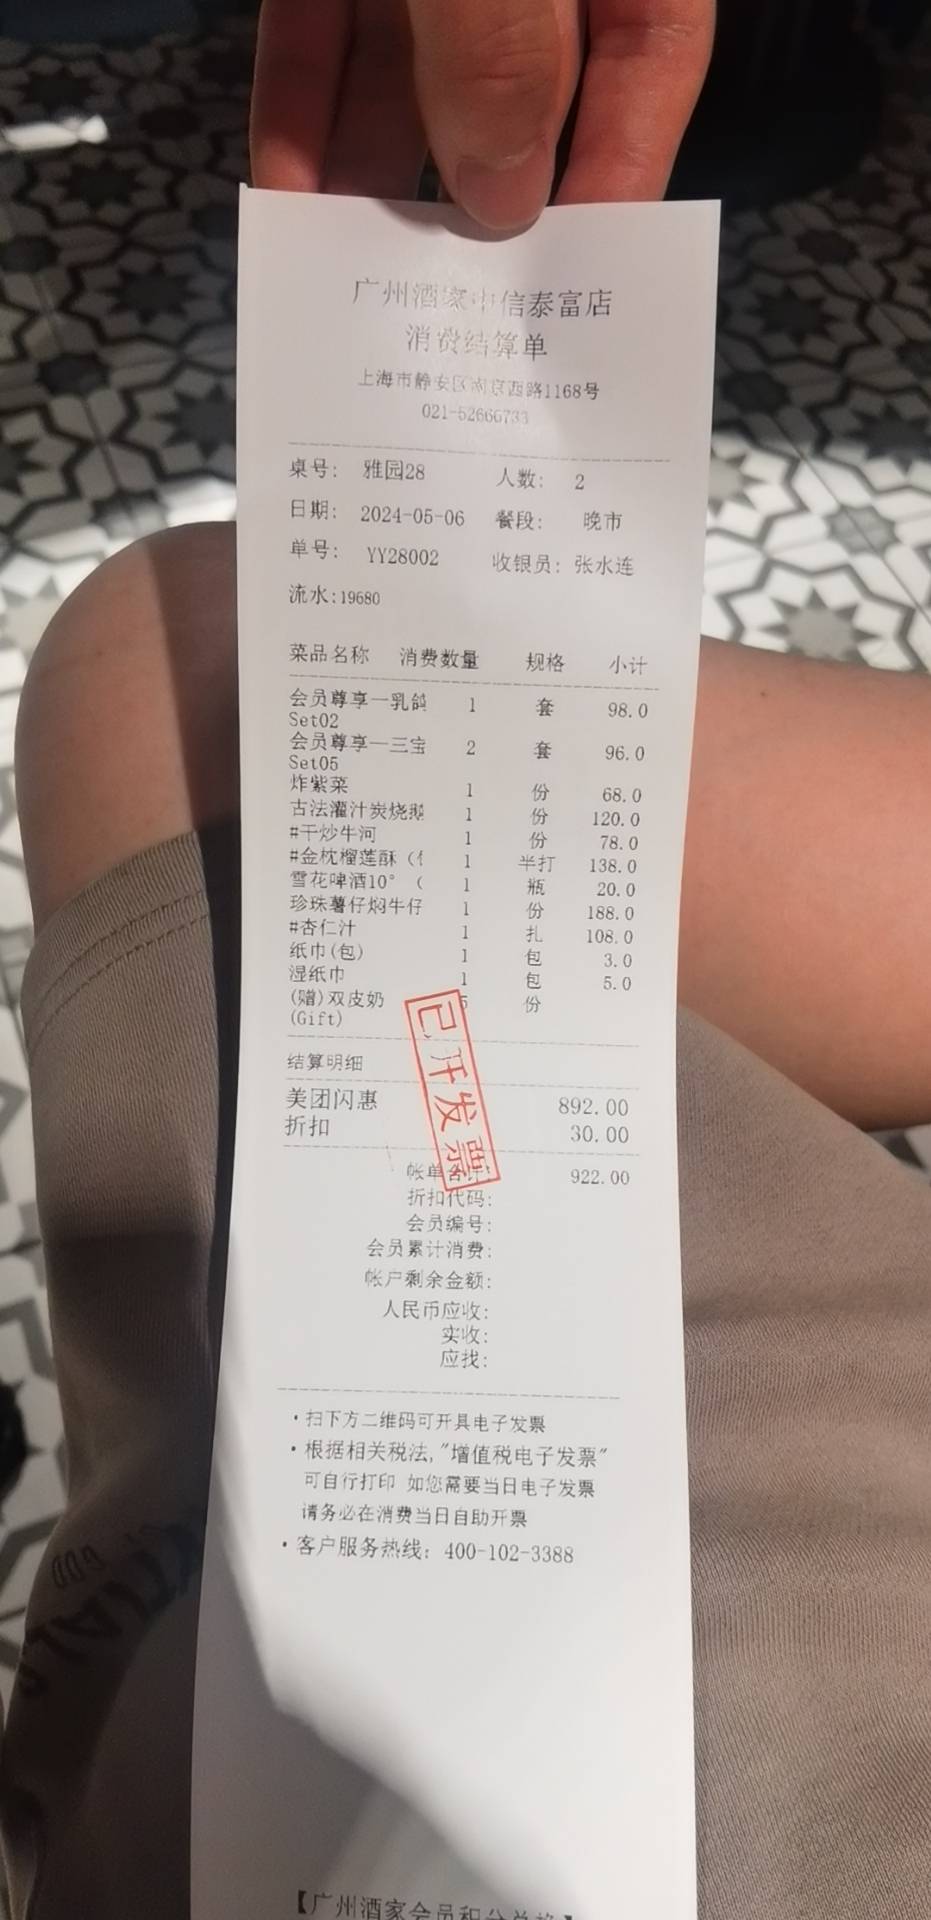 广州酒家中信泰富店
消费结算单
上海市静安区南京西路1168号
021-52666733
桌号: 雅园28 人数: 2
日期: 2024-05-06 餐段: 晚市
单号: YY28002 收银员: 张水连
流水:19680
菜品名称 消费数量 规格 小计
会员尊享一乳鸽 1 套 98.0
Set02
会员尊享一三宝 2 套 96.0
Set05
炸紫菜 1 份 68.0
古法灌汁炭烧鹅 1 份 120.0
#干炒牛河 1 份 78.0
#金枕榴莲酥( 1 半打 138.0
雪花啤酒10° ( 1 瓶 20.0
珍珠薯仔焖牛仔 1 份 188.0
#杏仁汁 1 扎 108.0
纸巾(包) 1 包 3.0
湿纸巾 1 包 5.0
(赠)双皮奶 份
(Gift)
已开发票
结算明细
美团闪惠 892.00
折扣 30.00
帐单合计: 922.00
折扣代码:
会员编号:
会员累计消费:
帐户剩余金额:
人民币应收:
实收:
应找:
·扫下方二维码可开具电子发票
·根据相关税法,"增值税电子发票"
可自行打印 如您需要当日电子发票
请务必在消费当日自助开票
·客户服务热线: 400-102-3388
【广州酒家会员积分兑换】